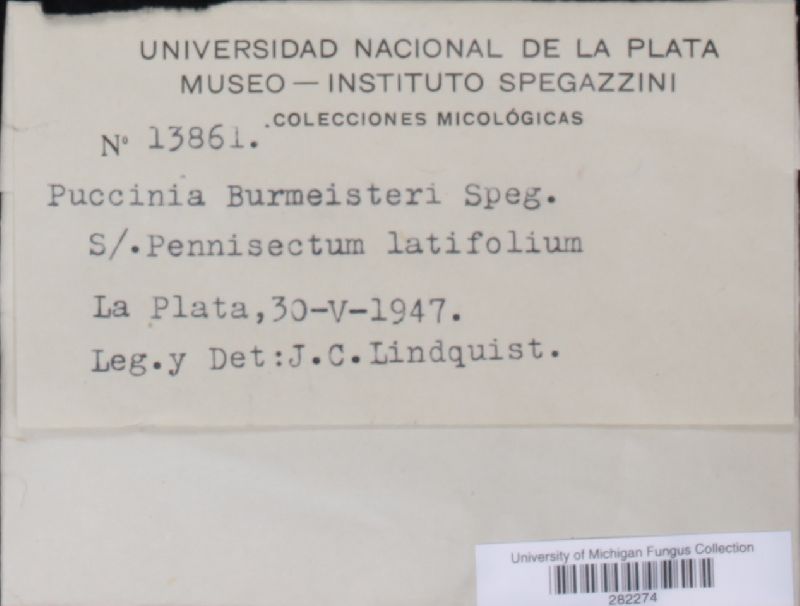 UNIVERSIDAD NACIONAL DE LA PLATA
MUSEO — INSTITUTO SPEGAZZINI
COLECCIONES MICOLÓGICAS
Nº 13861.
Puccinia Burmeisteri Speg.
S/.Pennisectum latifolium
La Plata,30-V-1947.
Leg.y Det:J.C.Lindquist.
University of Michigan Fungus Collection
282274